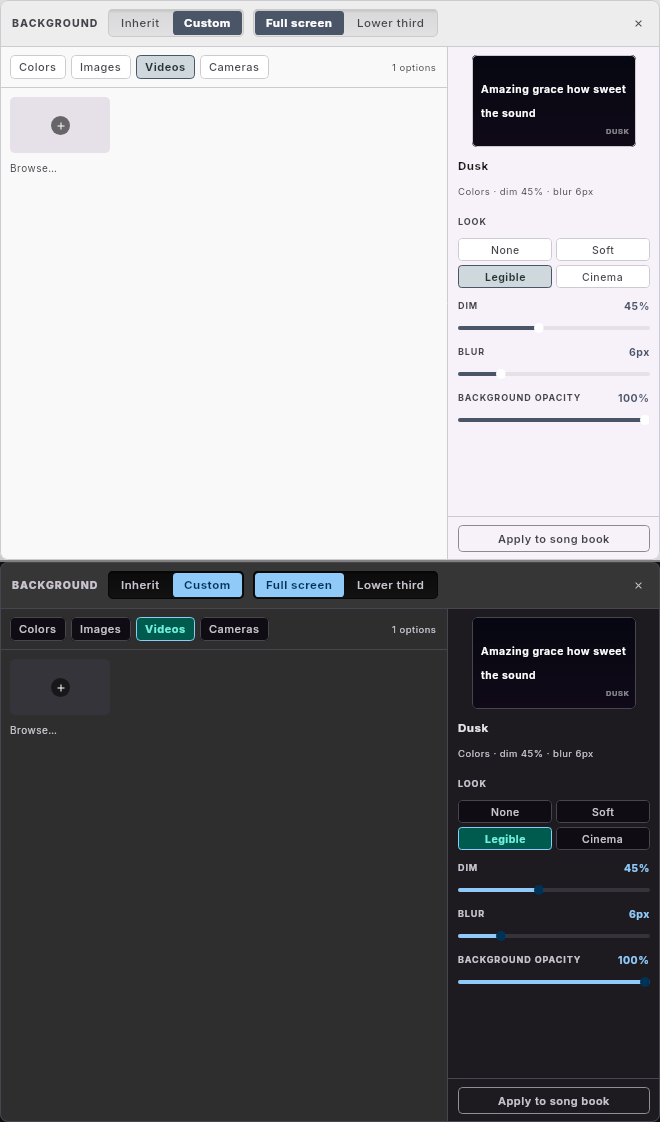 BACKGROUND Inherit Custom Full screen Lower third ×
Colors Images Videos Cameras 1 options
Browse...
Amazing grace how sweet
the sound
DUSK
Dusk
Colors · dim 45% · blur 6px
LOOK
None Soft
Legible Cinema
DIM 45%
BLUR 6px
BACKGROUND OPACITY 100%
Apply to song book
BACKGROUND Inherit Custom Full screen Lower third ×
Colors Images Videos Cameras 1 options
Browse...
Amazing grace how sweet
the sound
DUSK
Dusk
Colors · dim 45% · blur 6px
LOOK
None Soft
Legible Cinema
DIM 45%
BLUR 6px
BACKGROUND OPACITY 100%
Apply to song book